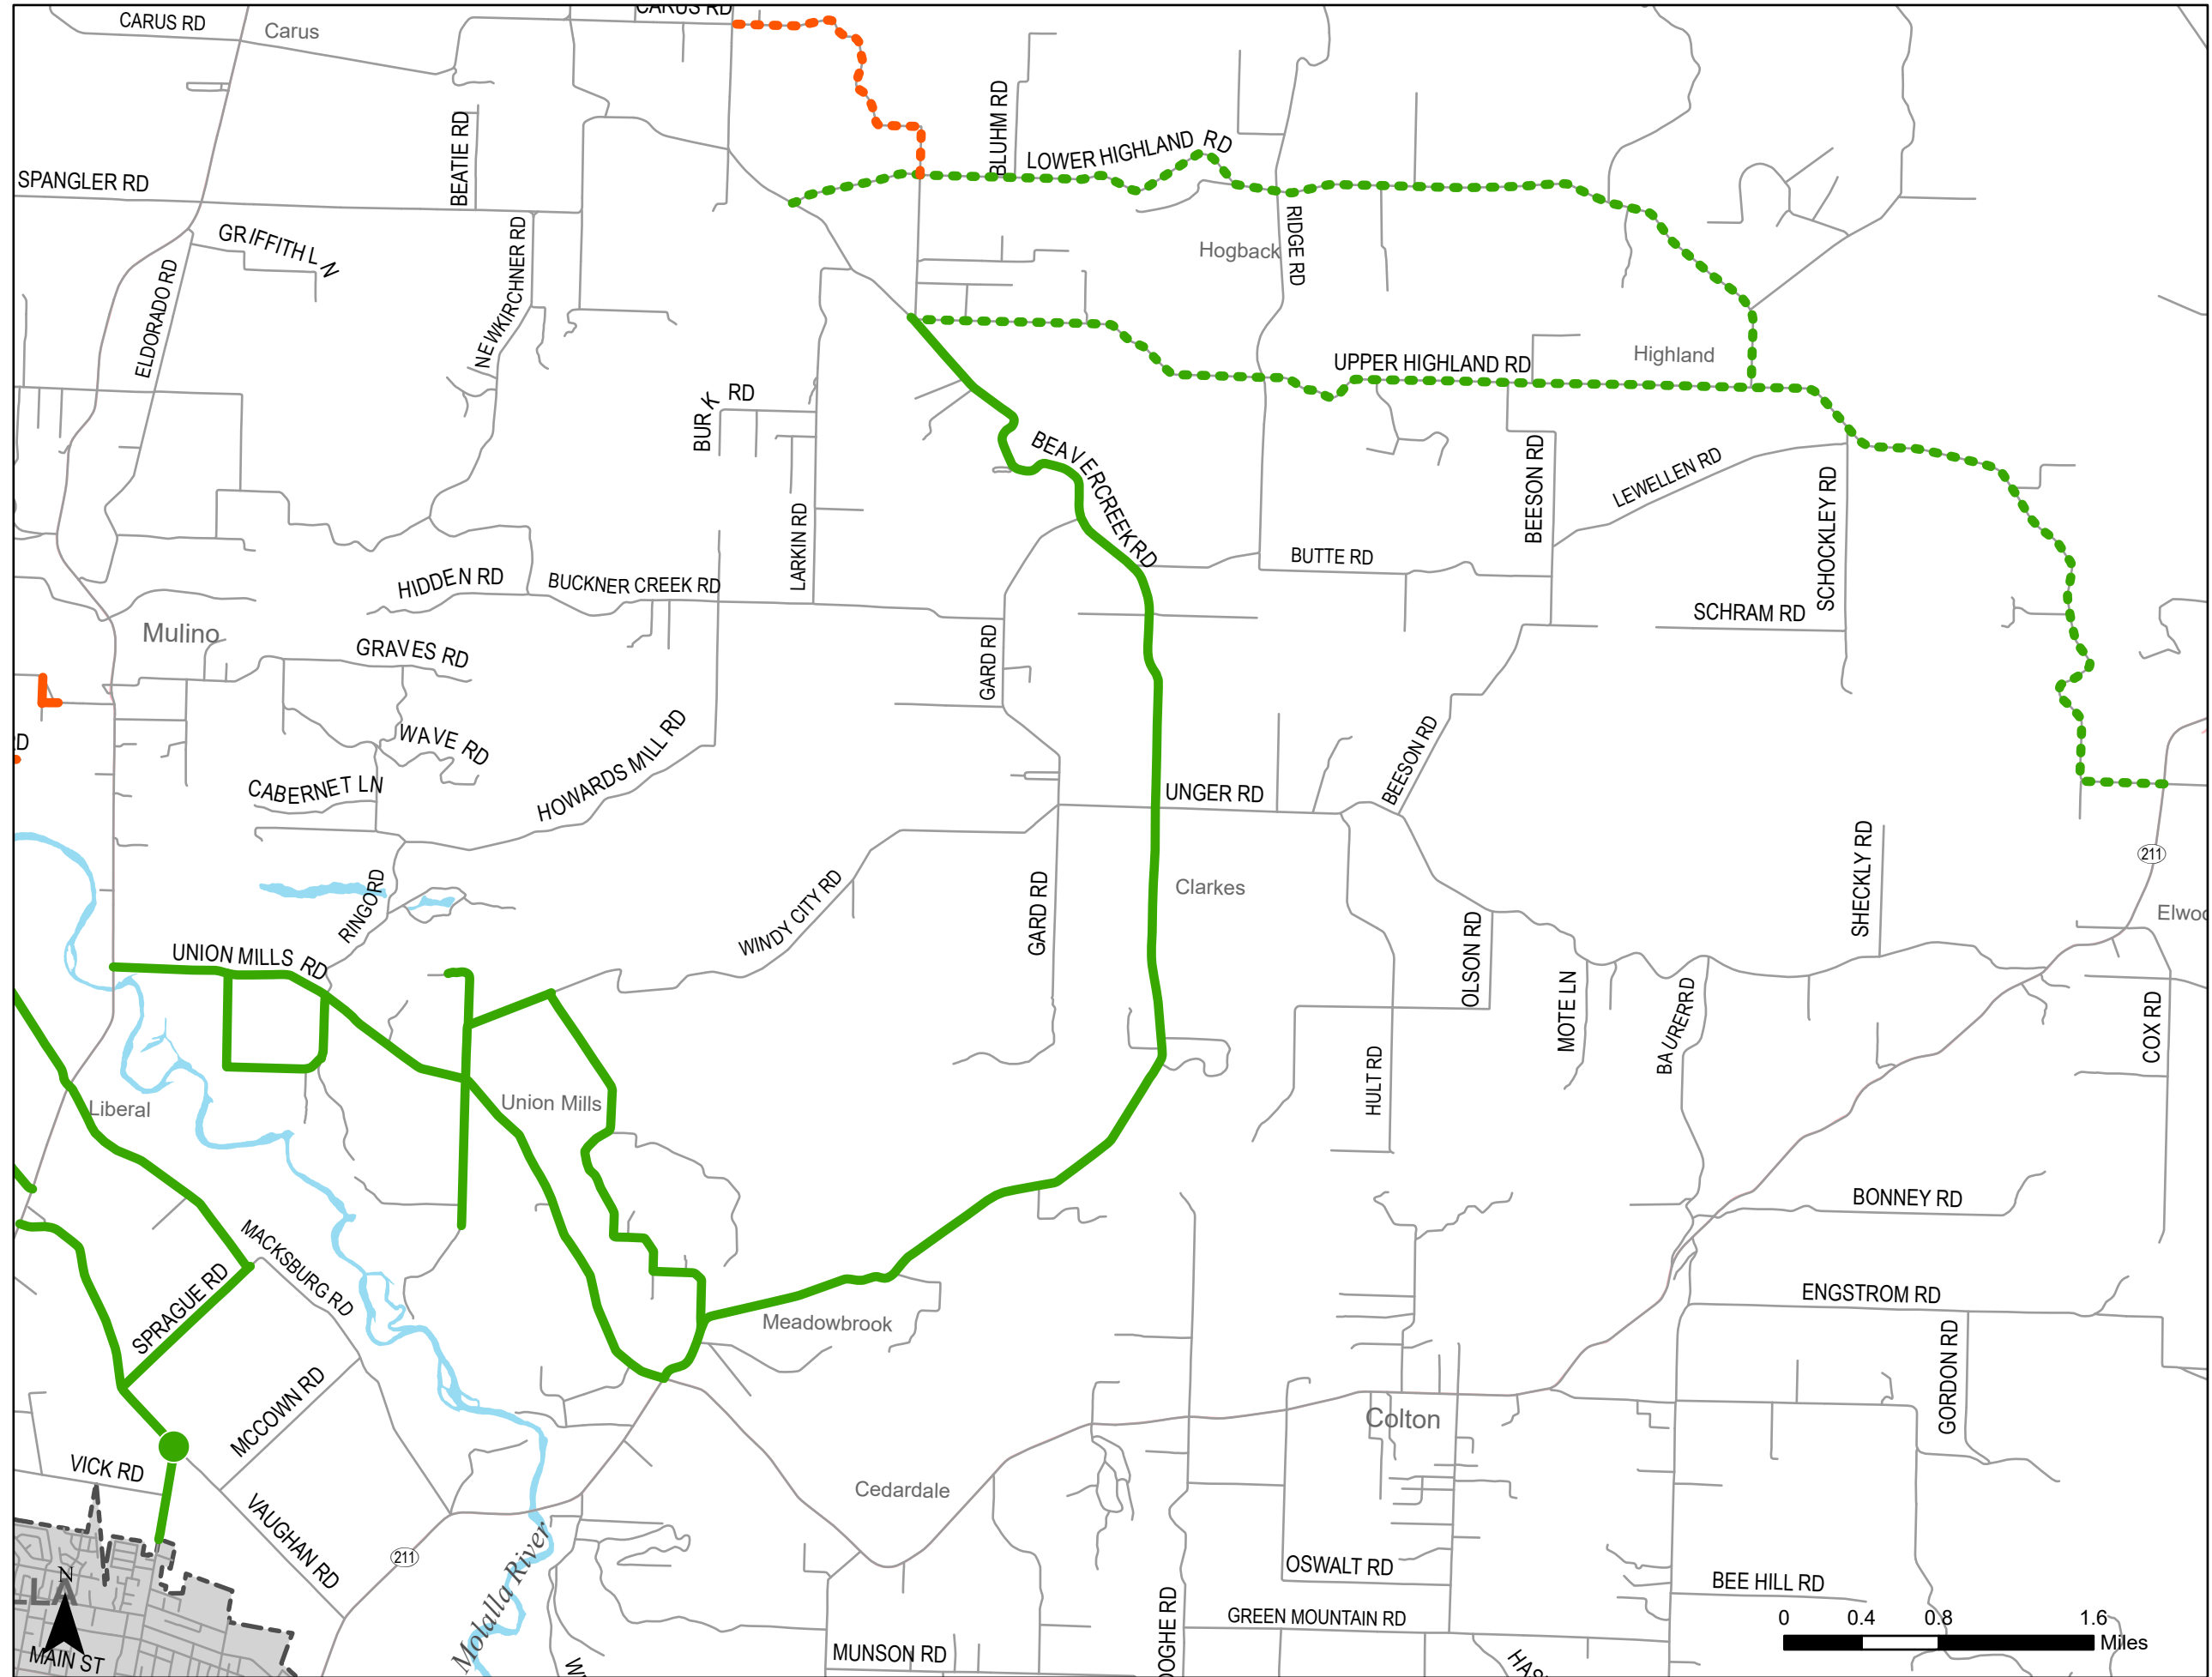 CARUS RD
CARUS RD
Carus
BLUHM RD
LOWER HIGHLAND RD
BEATIE RD
SPANGLER RD
GRIFFITH LN
NEWKIRCHNER RD
ELDORADO RD
Hogback
RIDGE RD
UPPER HIGHLAND RD
Highland
BURK RD
BEAVERCREEK RD
BEESON RD
LEWELLEN RD
SCHOCKLEY RD
LARKIN RD
BUTTE RD
HIDDEN RD
BUCKNER CREEK RD
SCHRAM RD
Mulino
GRAVES RD
GARD RD
WAVE RD
HOWARDS MILL RD
BEESON RD
CABERNET LN
UNGER RD
RD
211
SHECKLY RD
Clarkes
GARD RD
WINDY CITY RD
RINGO RD
OLSON RD
Elwoo
UNION MILLS RD
MOTE LN
BAURER RD
COX RD
HULT RD
Liberal
Union Mills
BONNEY RD
MACKSBURG RD
SPRAGUE RD
ENGSTROM RD
Meadowbrook
GORDON RD
MCCOWN RD
Colton
VICK RD
Cedardale
VAUGHAN RD
211
Molalla River
OSWALT RD
BEE HILL RD
GREEN MOUNTAIN RD
OGHE RD
MUNSON RD
HAS
W
N
LLA
MAIN ST
0 0.4 0.8 1.6
Miles